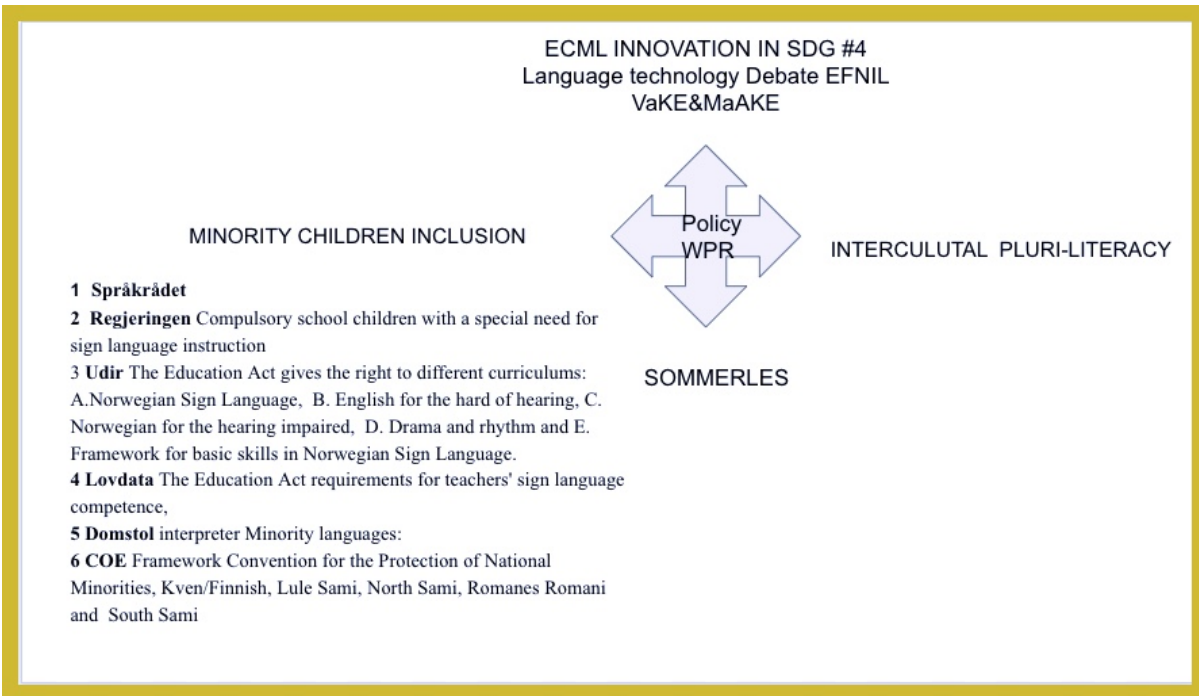 ECML INNOVATION IN SDG #4
Language technology Debate EFNIL
VaKE&MaAKE
Policy
WPR
MINORITY CHILDREN INCLUSION
INTERCULUTAL PLURI-LITERACY
1 Språkrådet
2 Regjeringen Compulsory school children with a special need for
sign language instruction
3 Udir The Education Act gives the right to different curriculums:
A.Norwegian Sign Language, B. English for the hard of hearing, C.
Norwegian for the hearing impaired, D. Drama and rhythm and E.
Framework for basic skills in Norwegian Sign Language.
4 Lovdata The Education Act requirements for teachers' sign language
competence,
5 Domstol interpreter Minority languages:
6 COE Framework Convention for the Protection of National
Minorities, Kven/Finnish, Lule Sami, North Sami, Romanes Romani
and South Sami
SOMMERLES